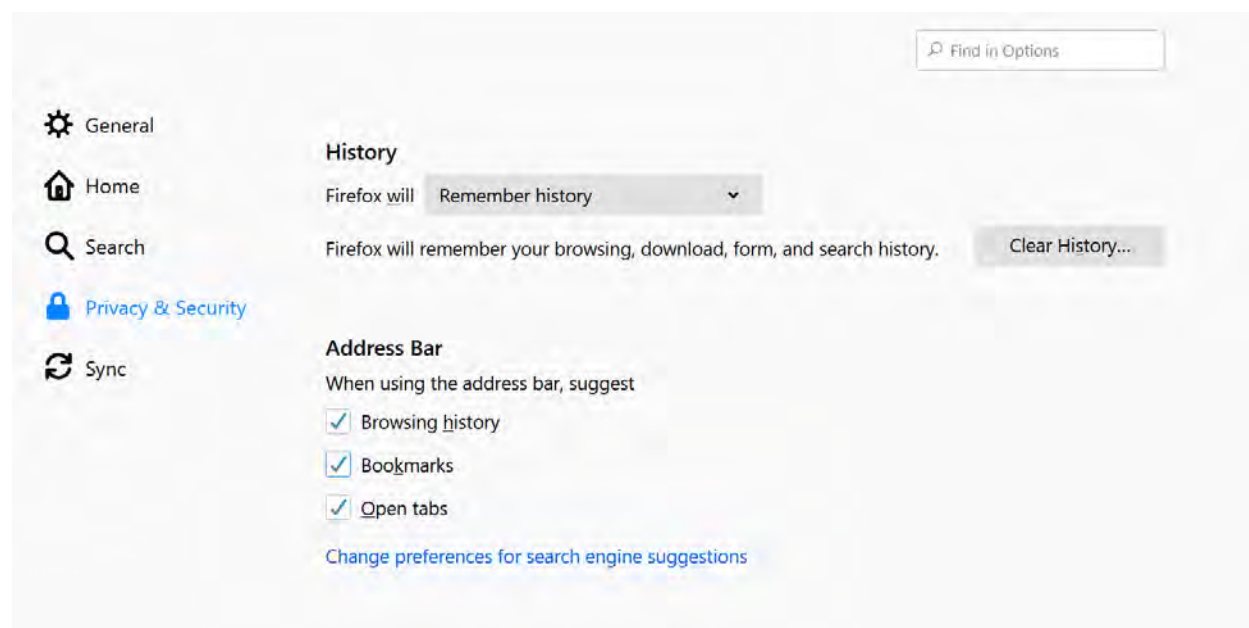 Find in Options
General
Home
Search
Privacy & Security
Sync
History
Firefox will Remember history
Firefox will remember your browsing, download, form, and search history. Clear History...
Address Bar
When using the address bar, suggest
Browsing history
Bookmarks
Open tabs
Change preferences for search engine suggestions